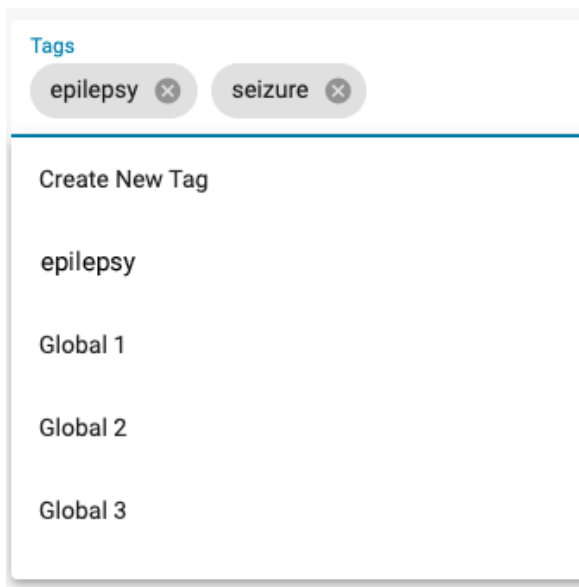 Tags
epilepsy seizure
Create New Tag
epilepsy
Global 1
Global 2
Global 3